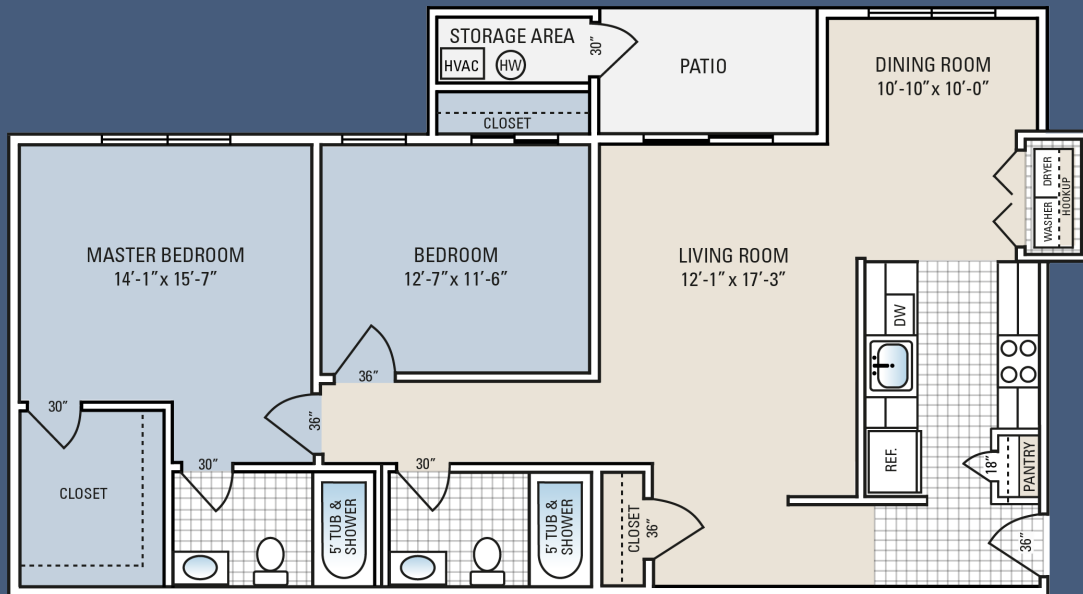 STORAGE AREA
HVAC
HW
30"
PATIO
DINING ROOM
10'-10" x 10'-0"
CLOSET
DRYER
WASHER
HOOKUP
MASTER BEDROOM
14'-1" x 15'-7"
BEDROOM
12'-7" x 11'-6"
LIVING ROOM
12'-1" x 17'-3"
DW
36"
30"
36"
30"
30"
REF.
18"
PANTRY
CLOSET
5' TUB &
SHOWER
5' TUB &
SHOWER
CLOSET
36"
36"